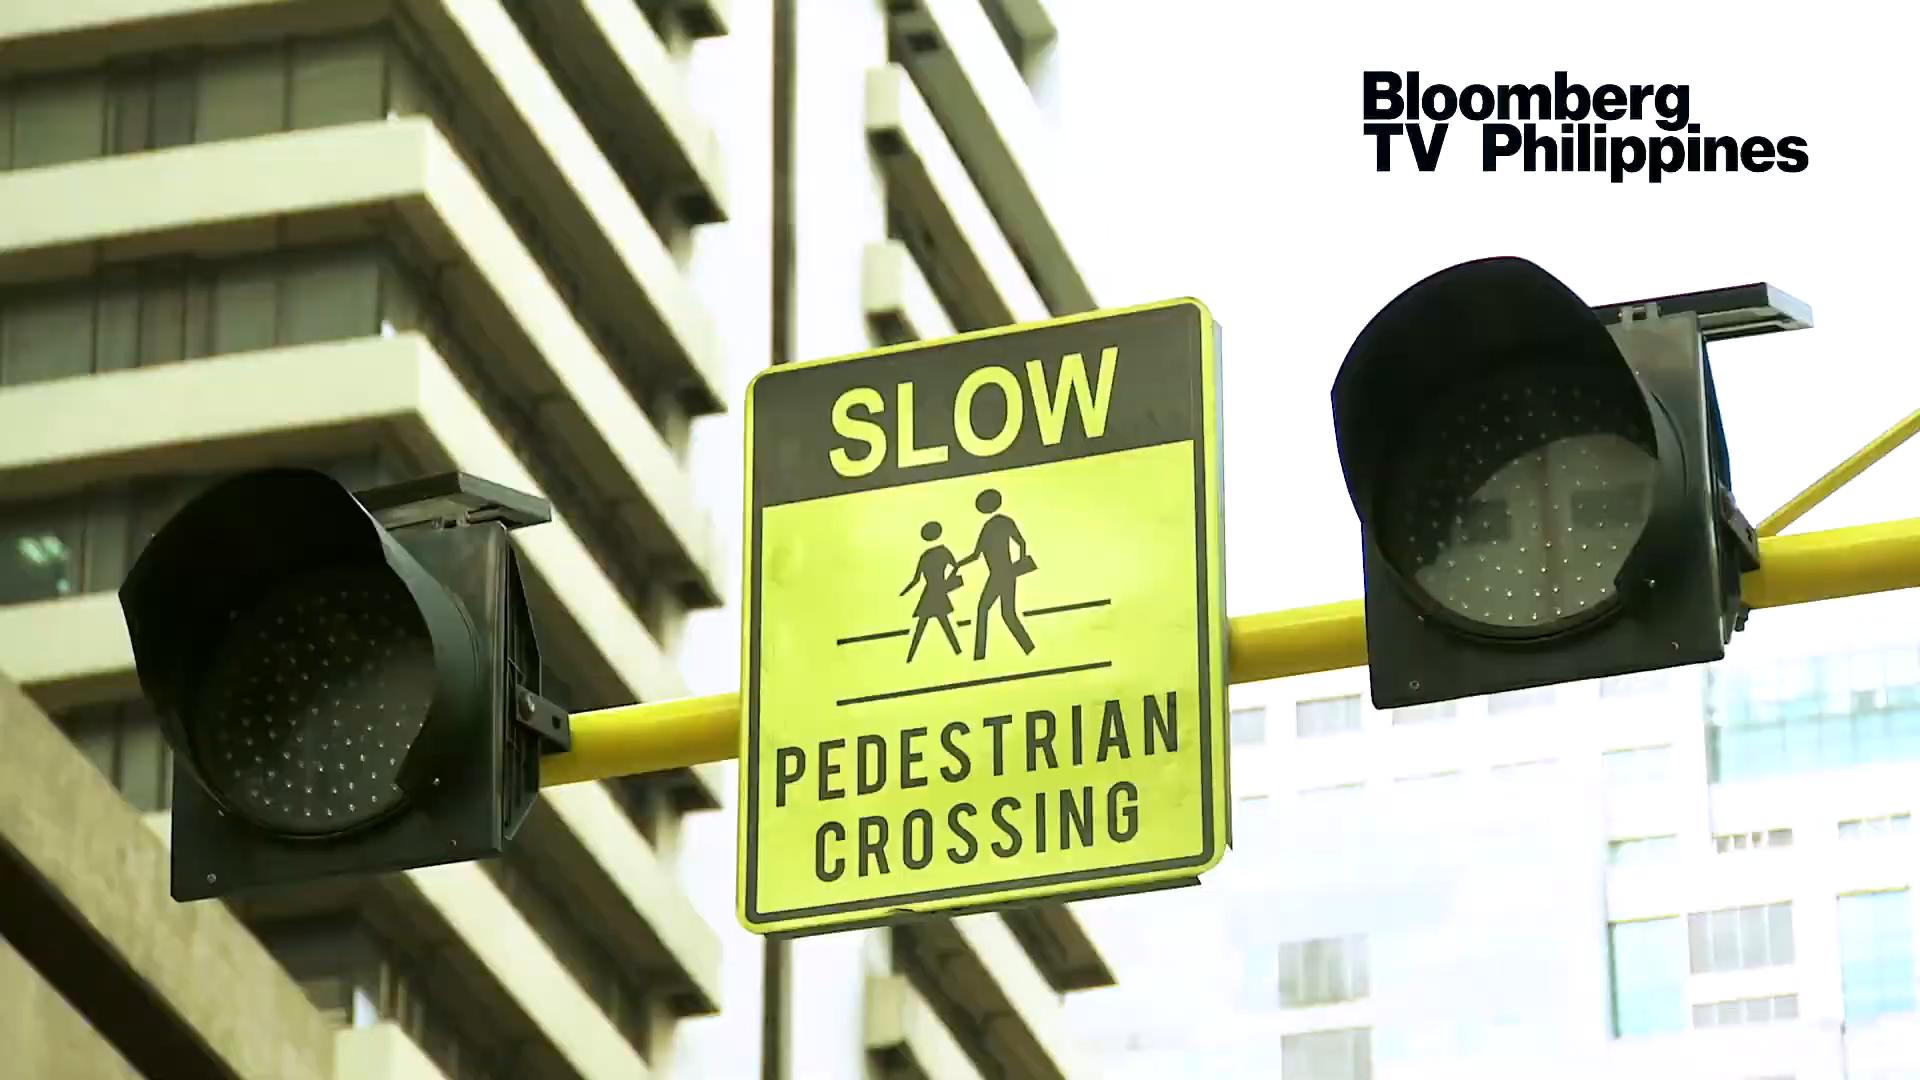 Bloomberg
TV Philippines
SLOW
PEDESTRIAN
CROSSING